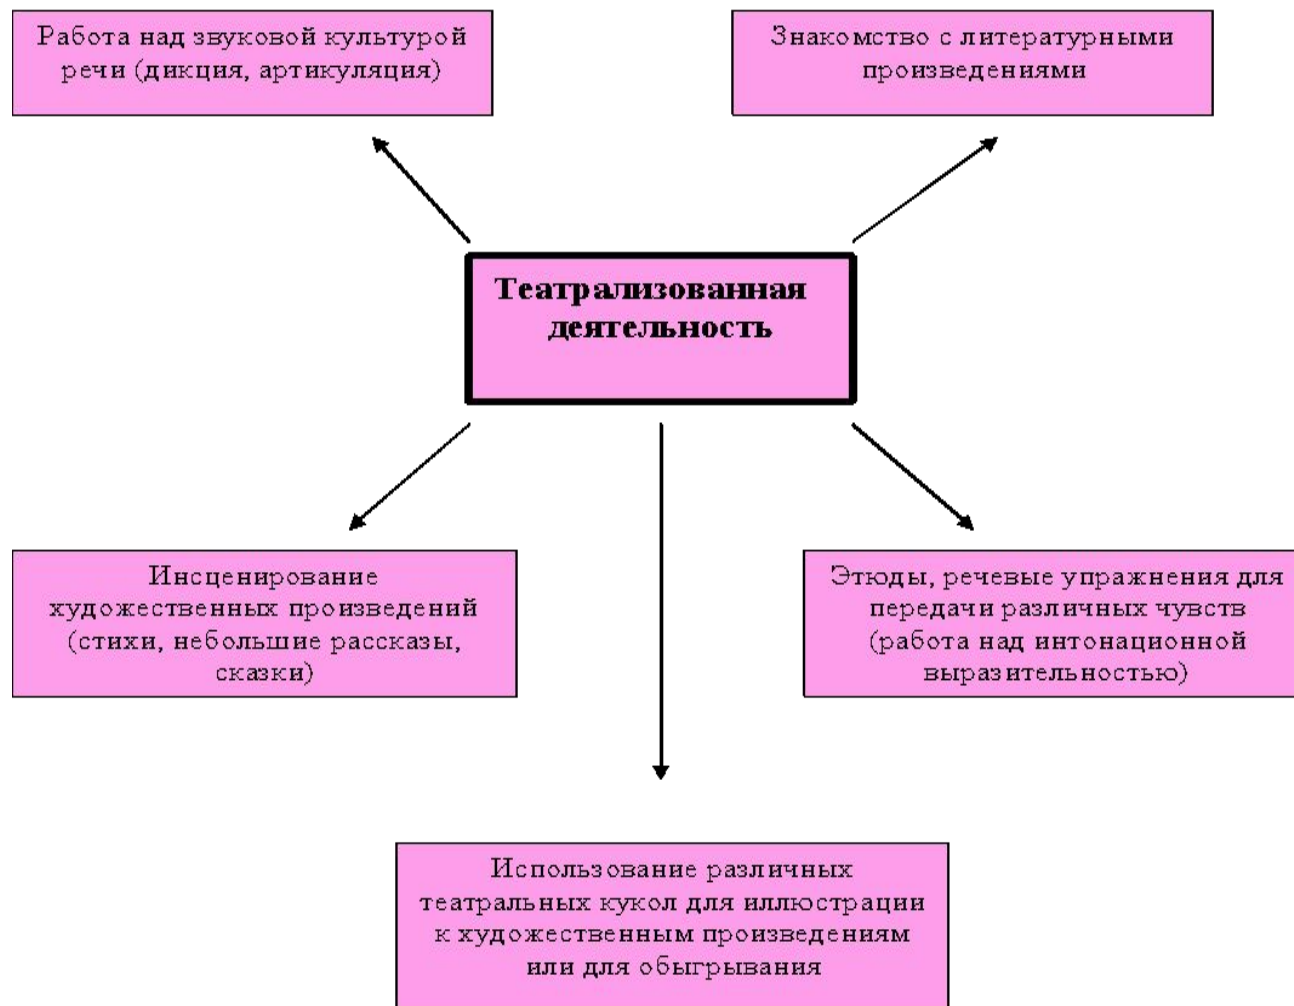 Работа над звуковой культурой
речи (дикция, артикуляция)
Знакомство с литературными
произведениями
Театрализованная
деятельность
Инсценирование
художественных произведений
(стихи, небольшие рассказы,
сказки)
Этюды, речевые упражнения для
передачи различных чувств
(работа над интонационной
выразительностью)
Использование различных
театральных кукол для иллюстрации
к художественным произведениям
или для обыгрывания